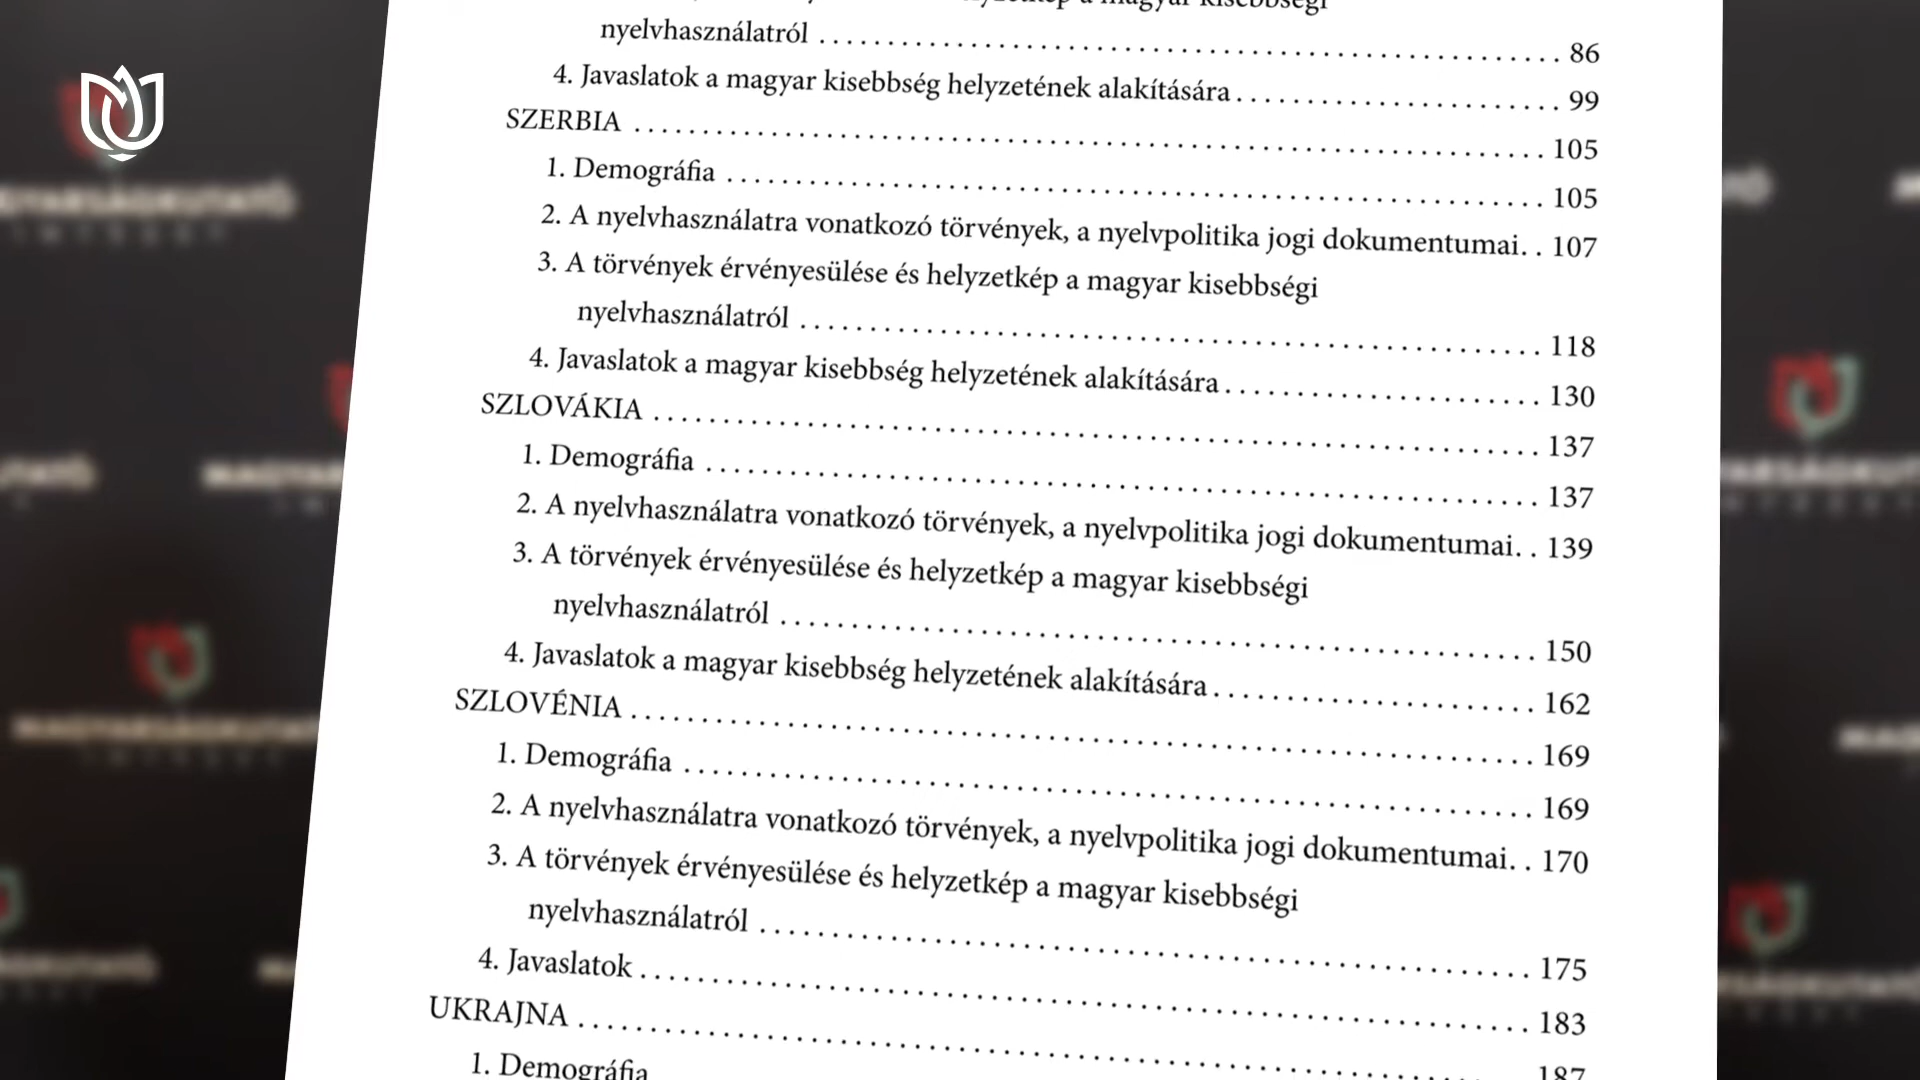 a magyar kisebbségi
nyelvhasználatról . . . . . . . . . . . . . . . . . . . . 86
4. Javaslatok a magyar kisebbség helyzetének alakítására . . . . . . . . . . 99
SZERBIA . . . . . . . . . . . . . . . . . . . . 105
1. Demográfia . . . . . . . . . . . . . . . . . . . . 105
2. A nyelvhasználatra vonatkozó törvények, a nyelvpolitika jogi dokumentumai. . 107
3. A törvények érvényesülése és helyzetkép a magyar kisebbségi
nyelvhasználatról . . . . . . . . . . . . . . . . . . . . 118
4. Javaslatok a magyar kisebbség helyzetének alakítására . . . . . . . . . . 130
SZLOVÁKIA . . . . . . . . . . . . . . . . . . . . 137
1. Demográfia . . . . . . . . . . . . . . . . . . . . 137
2. A nyelvhasználatra vonatkozó törvények, a nyelvpolitika jogi dokumentumai. . 139
3. A törvények érvényesülése és helyzetkép a magyar kisebbségi
nyelvhasználatról . . . . . . . . . . . . . . . . . . . . 150
4. Javaslatok a magyar kisebbség helyzetének alakítására . . . . . . . . . . 162
SZLOVÉNIA . . . . . . . . . . . . . . . . . . . . 169
1. Demográfia . . . . . . . . . . . . . . . . . . . . 169
2. A nyelvhasználatra vonatkozó törvények, a nyelvpolitika jogi dokumentumai. . 170
3. A törvények érvényesülése és helyzetkép a magyar kisebbségi
nyelvhasználatról . . . . . . . . . . . . . . . . . . . . 175
4. Javaslatok . . . . . . . . . . . . . . . . . . . . 183
UKRAJNA . . . . . . . . . . . . . . . . . . . . 187
1. Demográfia